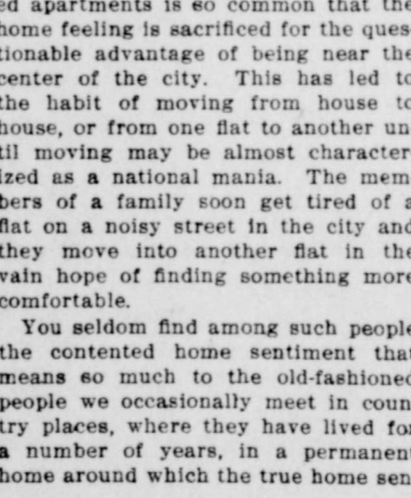 ed apartments is so common that the
home feeling is sacrificed for the ques
tionable advantage of being near the
center of the city. This has led to
the habit of moving from house to
house, or from one flat to another un
til moving may be almost character
ized as a national mania. The mem
bers of a family soon get tired of a
flat on a noisy street in the city and
they move into another flat in the
vain hope of finding something more
comfortable.
You seldom find among such people
the contented home sentiment that
means so much to the old-fashioned
people we occasionally meet in coun
try places, where they have lived for
a number of years, in a permanent
home around which the true home sen